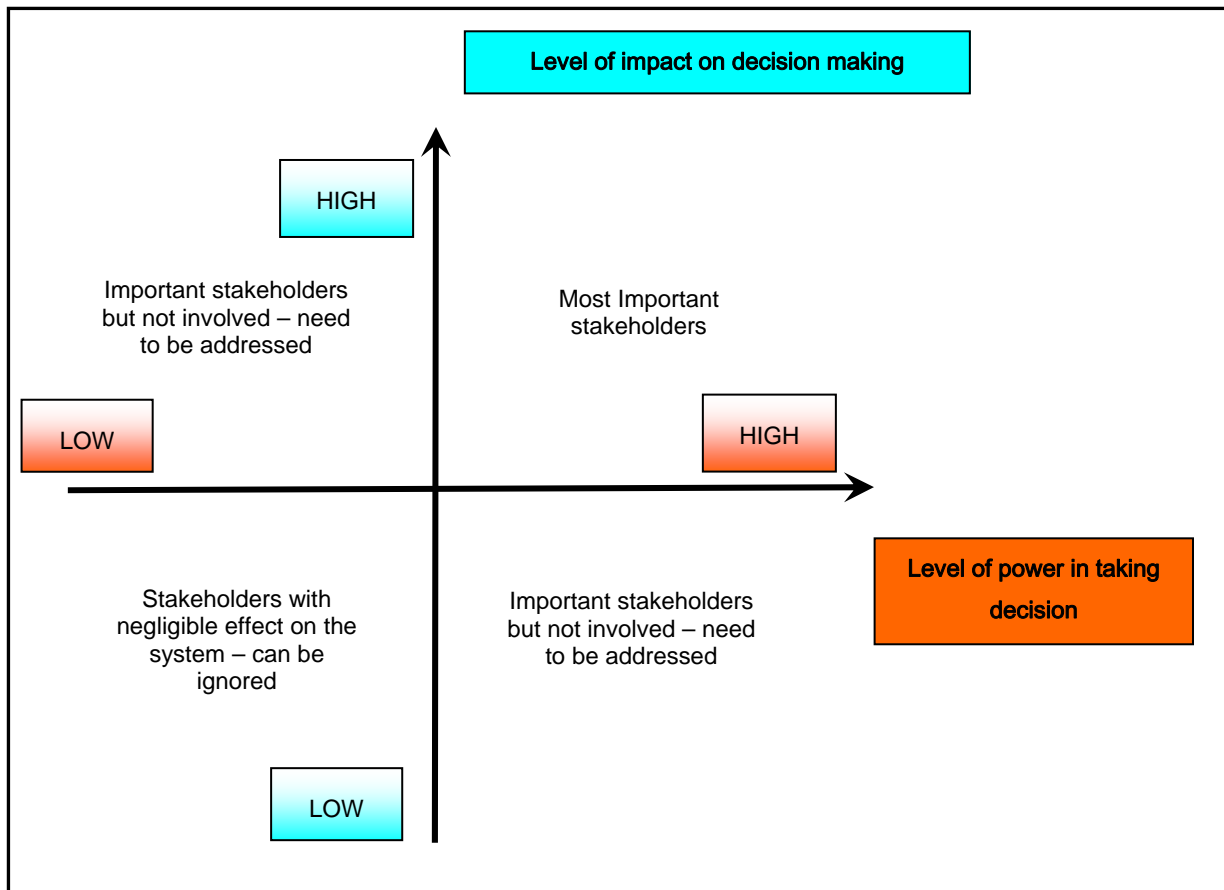 Level of impact on decision making
HIGH
Important stakeholders
but not involved – need
to be addressed
Most Important
stakeholders
LOW
HIGH
Level of power in taking
decision
Stakeholders with
negligible effect on the
system – can be
ignored
Important stakeholders
but not involved – need
to be addressed
LOW